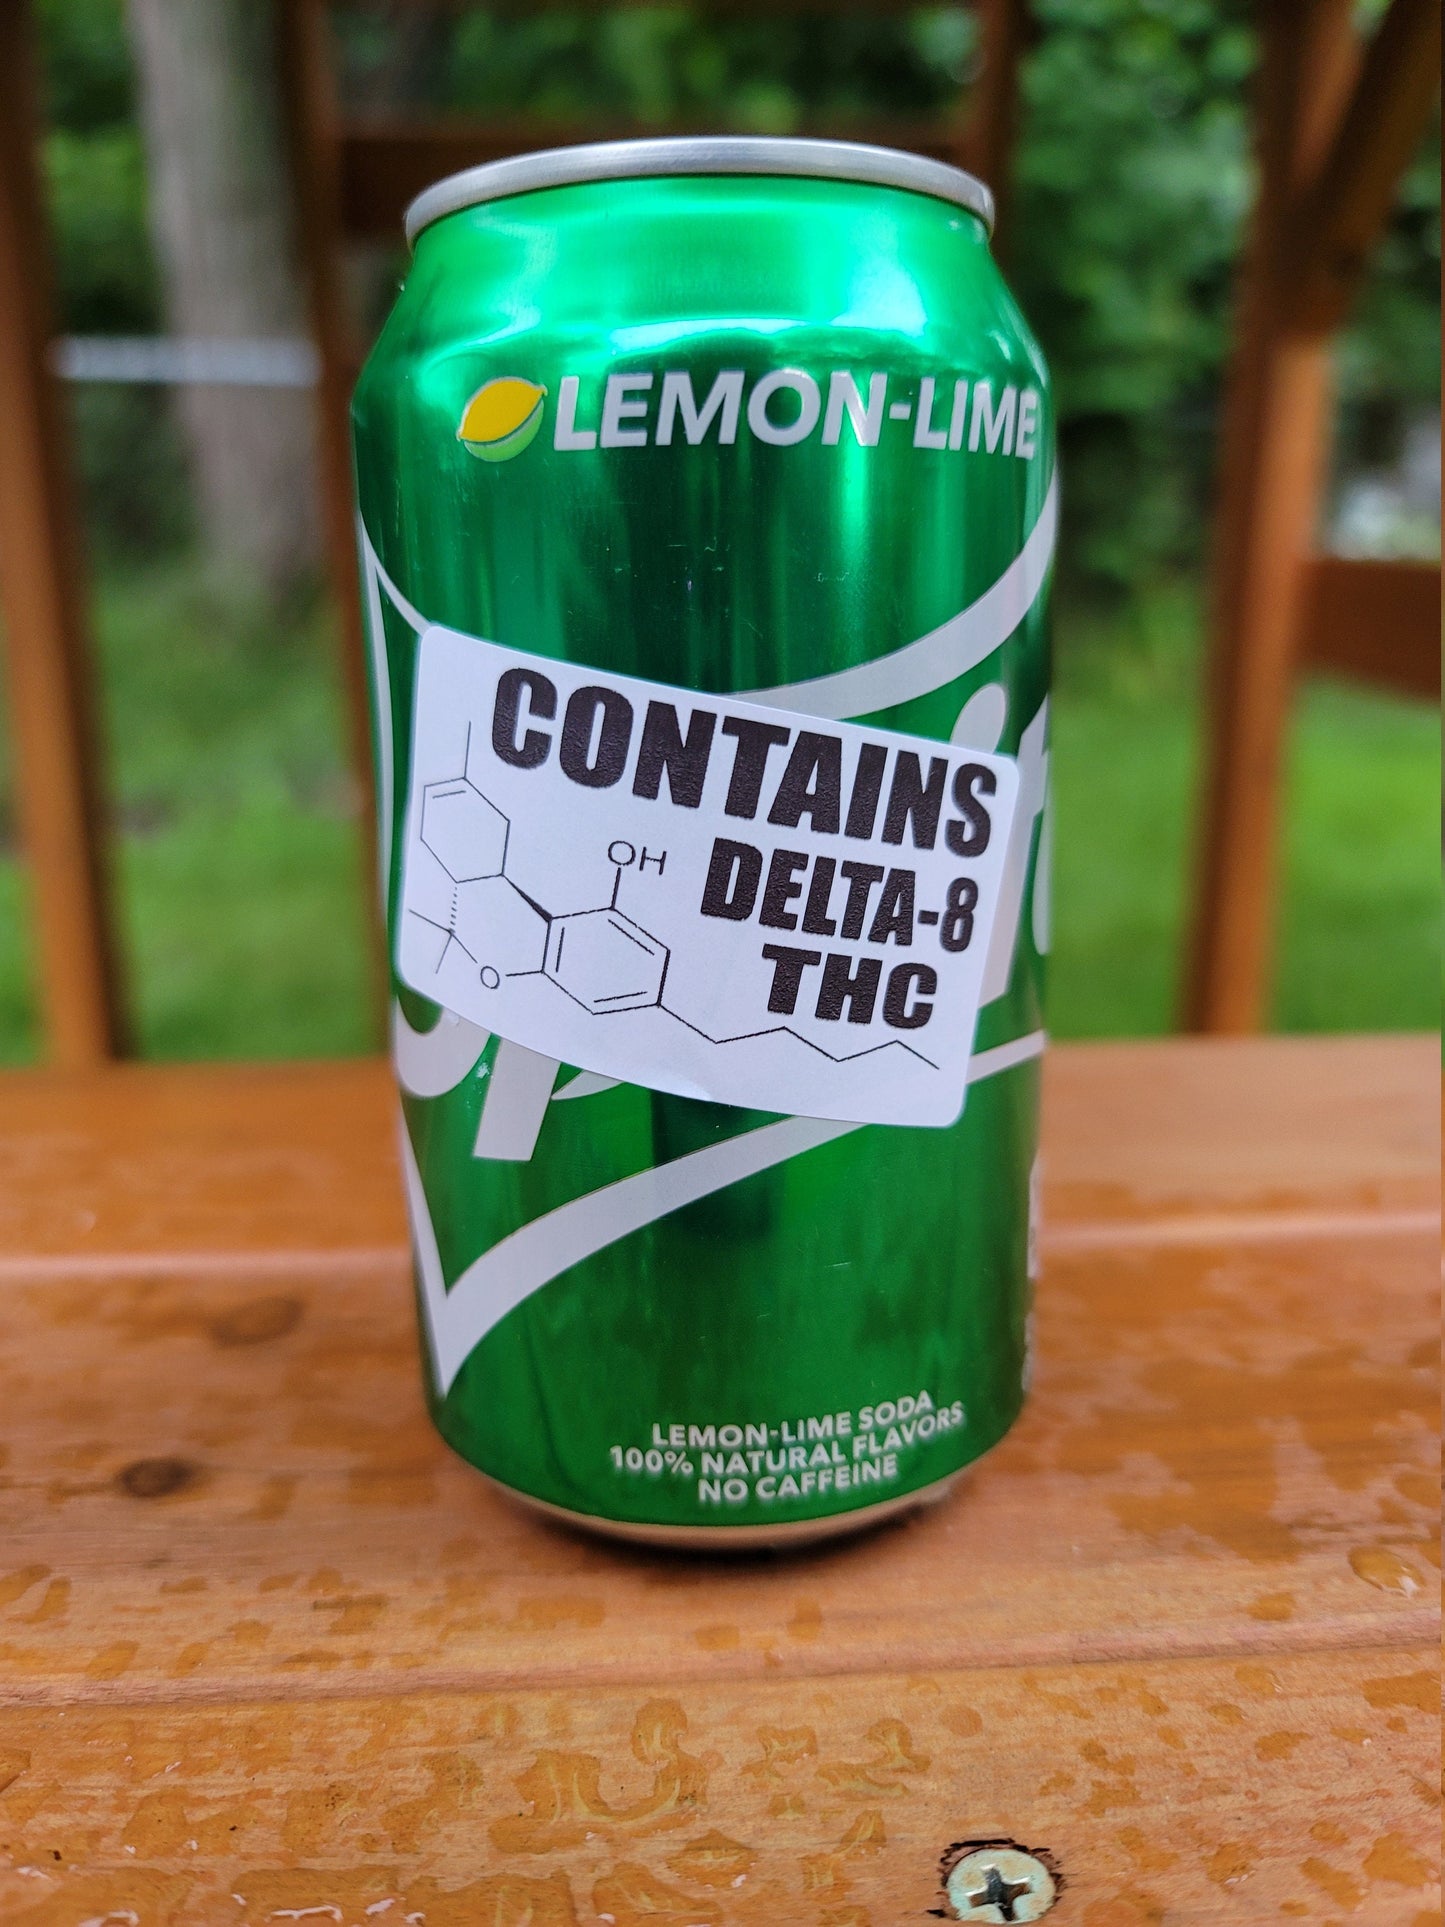 LEMON-LIME
CONTAINS
DELTA-8
THC
OH
O
LEMON-LIME SODA
100% NATURAL FLAVORS
NO CAFFEINE